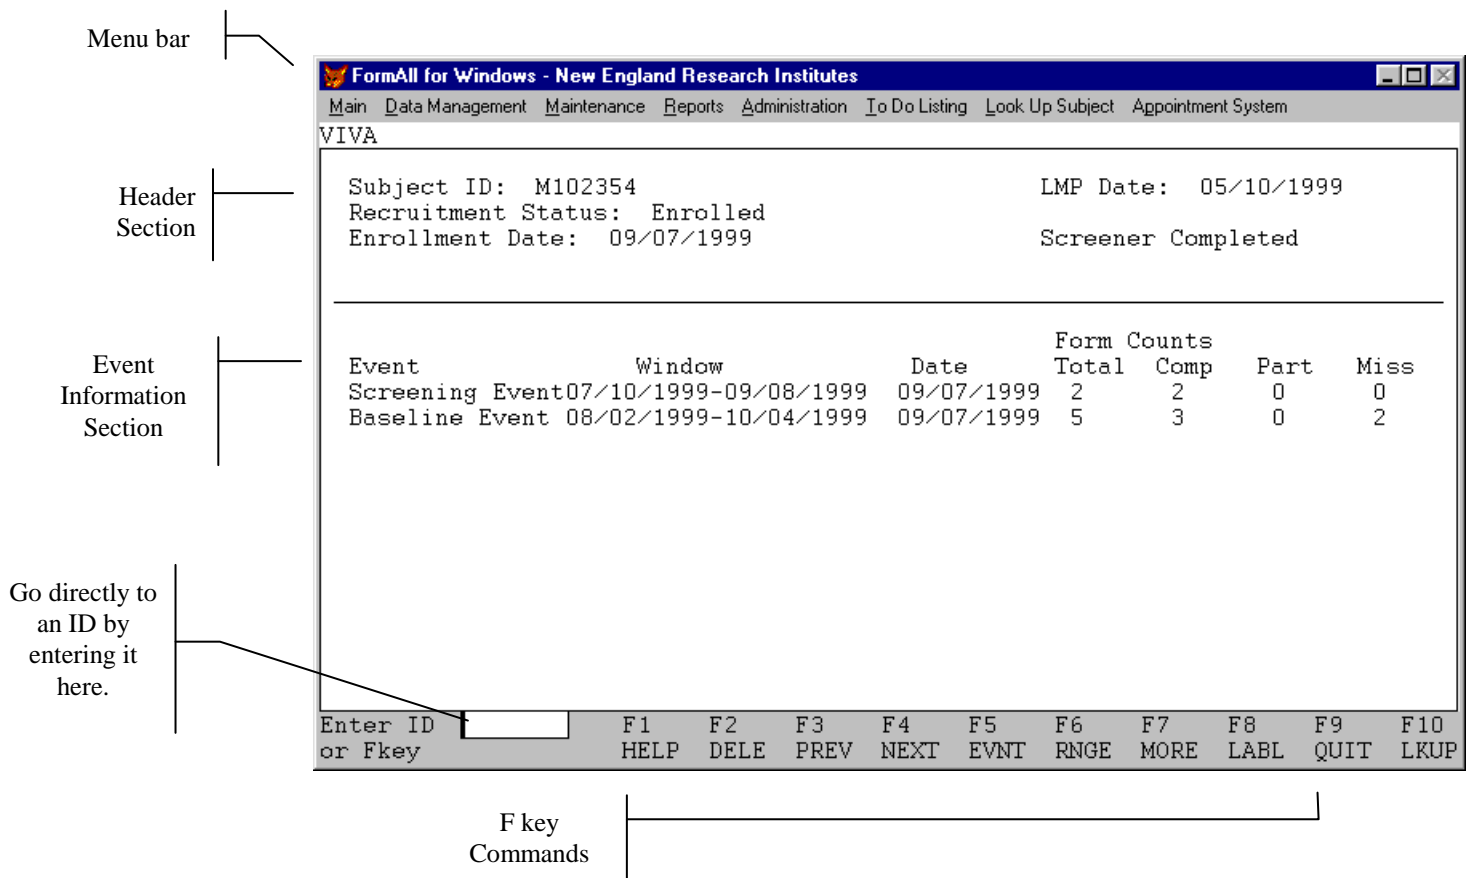 Menu bar
FormAll for Windows - New England Research Institutes
Main Data Management Maintenance Reports Administration To Do Listing Look Up Subject Appointment System
VIVA
Header
Section
Subject ID: M102354 LMP Date: 05/10/1999
Recruitment Status: Enrolled
Enrollment Date: 09/07/1999 Screener Completed
Event
Information
Section
Form Counts
Event Window Date Total Comp Part Miss
Screening Event07/10/1999-09/08/1999 09/07/1999 2 2 0 0
Baseline Event 08/02/1999-10/04/1999 09/07/1999 5 3 0 2
Go directly to
an ID by
entering it
here.
Enter ID F1 F2 F3 F4 F5 F6 F7 F8 F9 F10
or Fkey HELP DELE PREV NEXT EVNT RNGE MORE LABL QUIT LKUP
F key
Commands